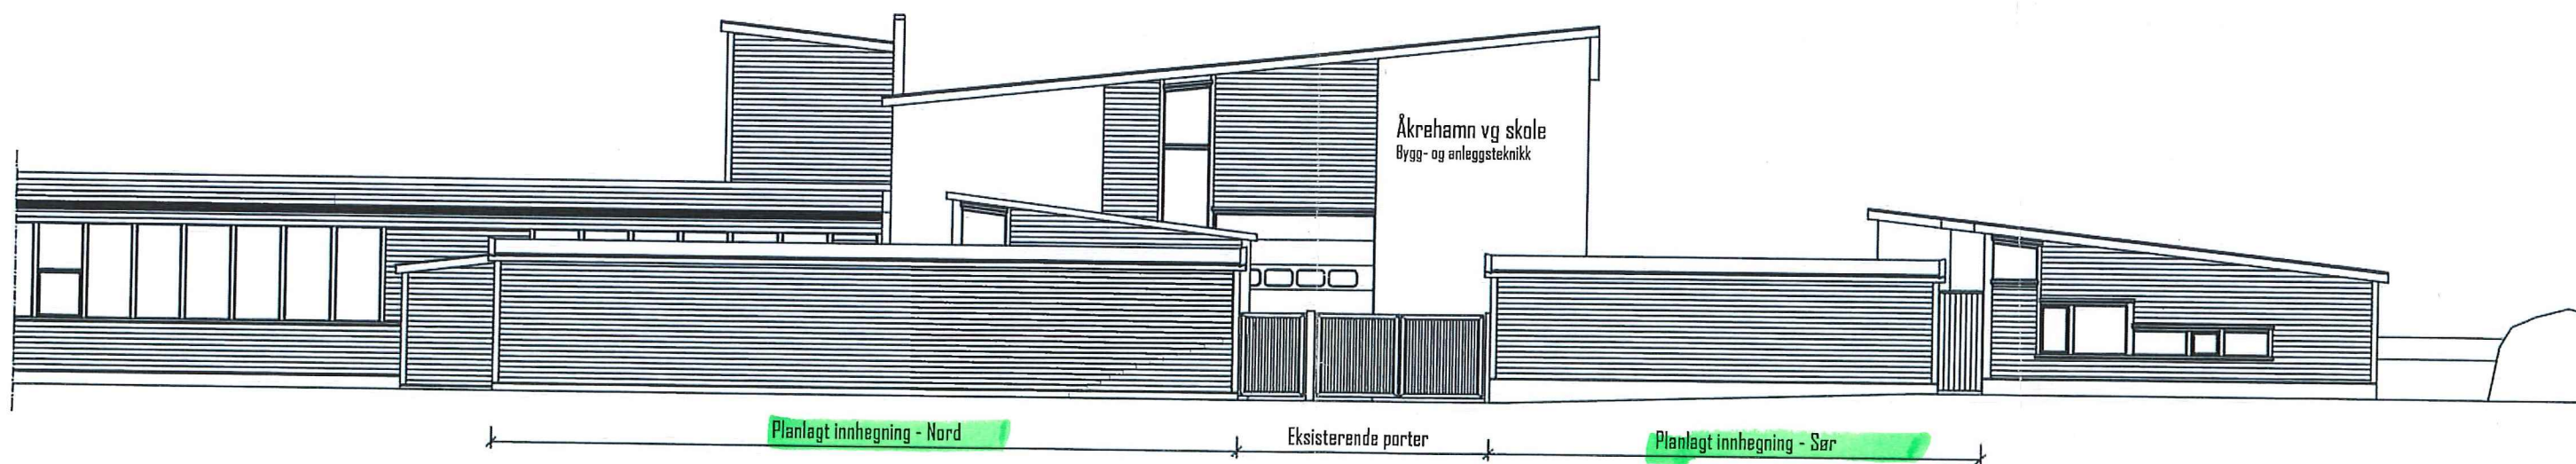 Åkrehamn vg skole
Bygg- og anleggsteknikk
Planlagt innhegning - Nord
Eksisterende porter
Planlagt innhegning - Sør